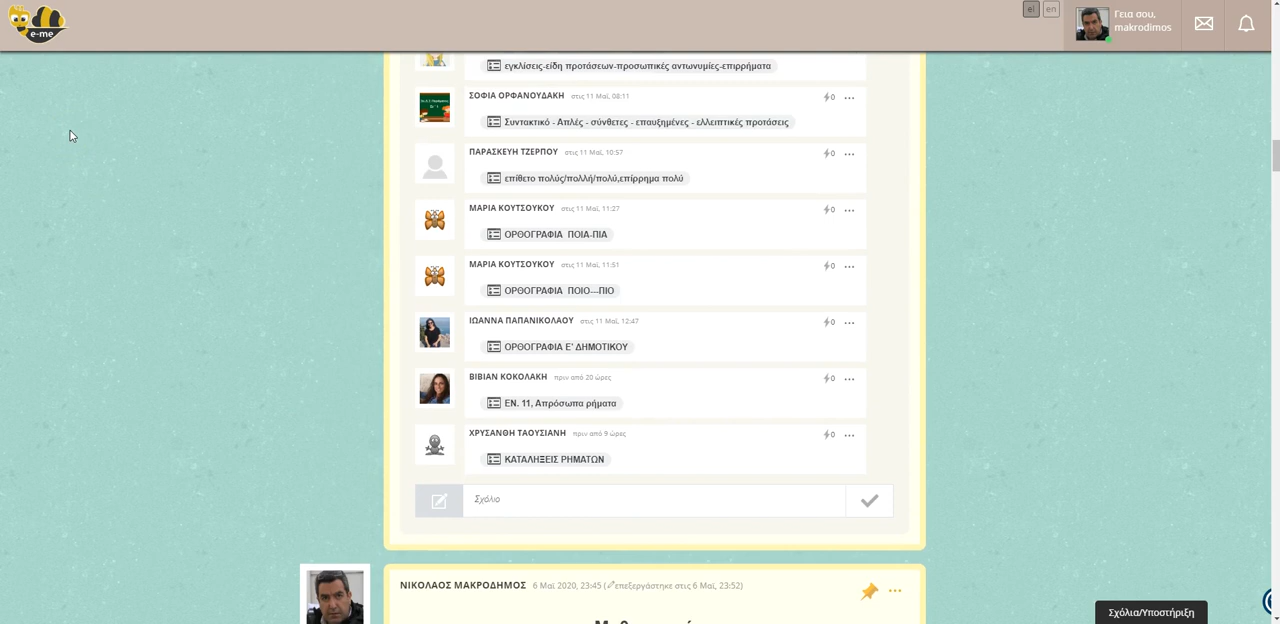 e-me
el en
Γεια σου,
makrodimos
εγκλίσεις-είδη προτάσεων-προσωπικές αντωνυμίες-επιρρήματα
ΣΟΦΙΑ ΟΡΦΑΝΟΥΔΑΚΗ στις 11 Μαΐ, 08:11 0
Συντακτικό - Απλές - σύνθετες - επαυξημένες - ελλειπτικές προτάσεις
ΠΑΡΑΣΚΕΥΗ ΤΖΕΡΠΟΥ στις 11 Μαΐ, 10:57 0
επίθετο πολύς/πολλή/πολύ,επίρρημα πολύ
ΜΑΡΙΑ ΚΟΥΤΣΟΥΚΟΥ στις 11 Μαΐ, 11:27 0
ΟΡΘΟΓΡΑΦΙΑ ΠΟΙΑ-ΠΙΑ
ΜΑΡΙΑ ΚΟΥΤΣΟΥΚΟΥ στις 11 Μαΐ, 11:51 0
ΟΡΘΟΓΡΑΦΙΑ ΠΟΙΟ---ΠΙΟ
ΙΩΑΝΝΑ ΠΑΠΑΝΙΚΟΛΑΟΥ στις 11 Μαΐ, 12:47 0
ΟΡΘΟΓΡΑΦΙΑ Ε' ΔΗΜΟΤΙΚΟΥ
ΒΙΒΙΑΝ ΚΟΚΟΛΑΚΗ πριν από 20 ώρες 0
ΕΝ. 11, Απρόσωπα ρήματα
ΧΡΥΣΑΝΘΗ ΤΑΟΥΣΙΑΝΗ πριν από 9 ώρες 0
ΚΑΤΑΛΗΞΕΙΣ ΡΗΜΑΤΩΝ
Σχόλιο
ΝΙΚΟΛΑΟΣ ΜΑΚΡΟΔΗΜΟΣ 6 Μαΐ 2020, 23:45 (επεξεργάστηκε στις 6 Μαΐ, 23:52)
Σχόλια/Υποστήριξη